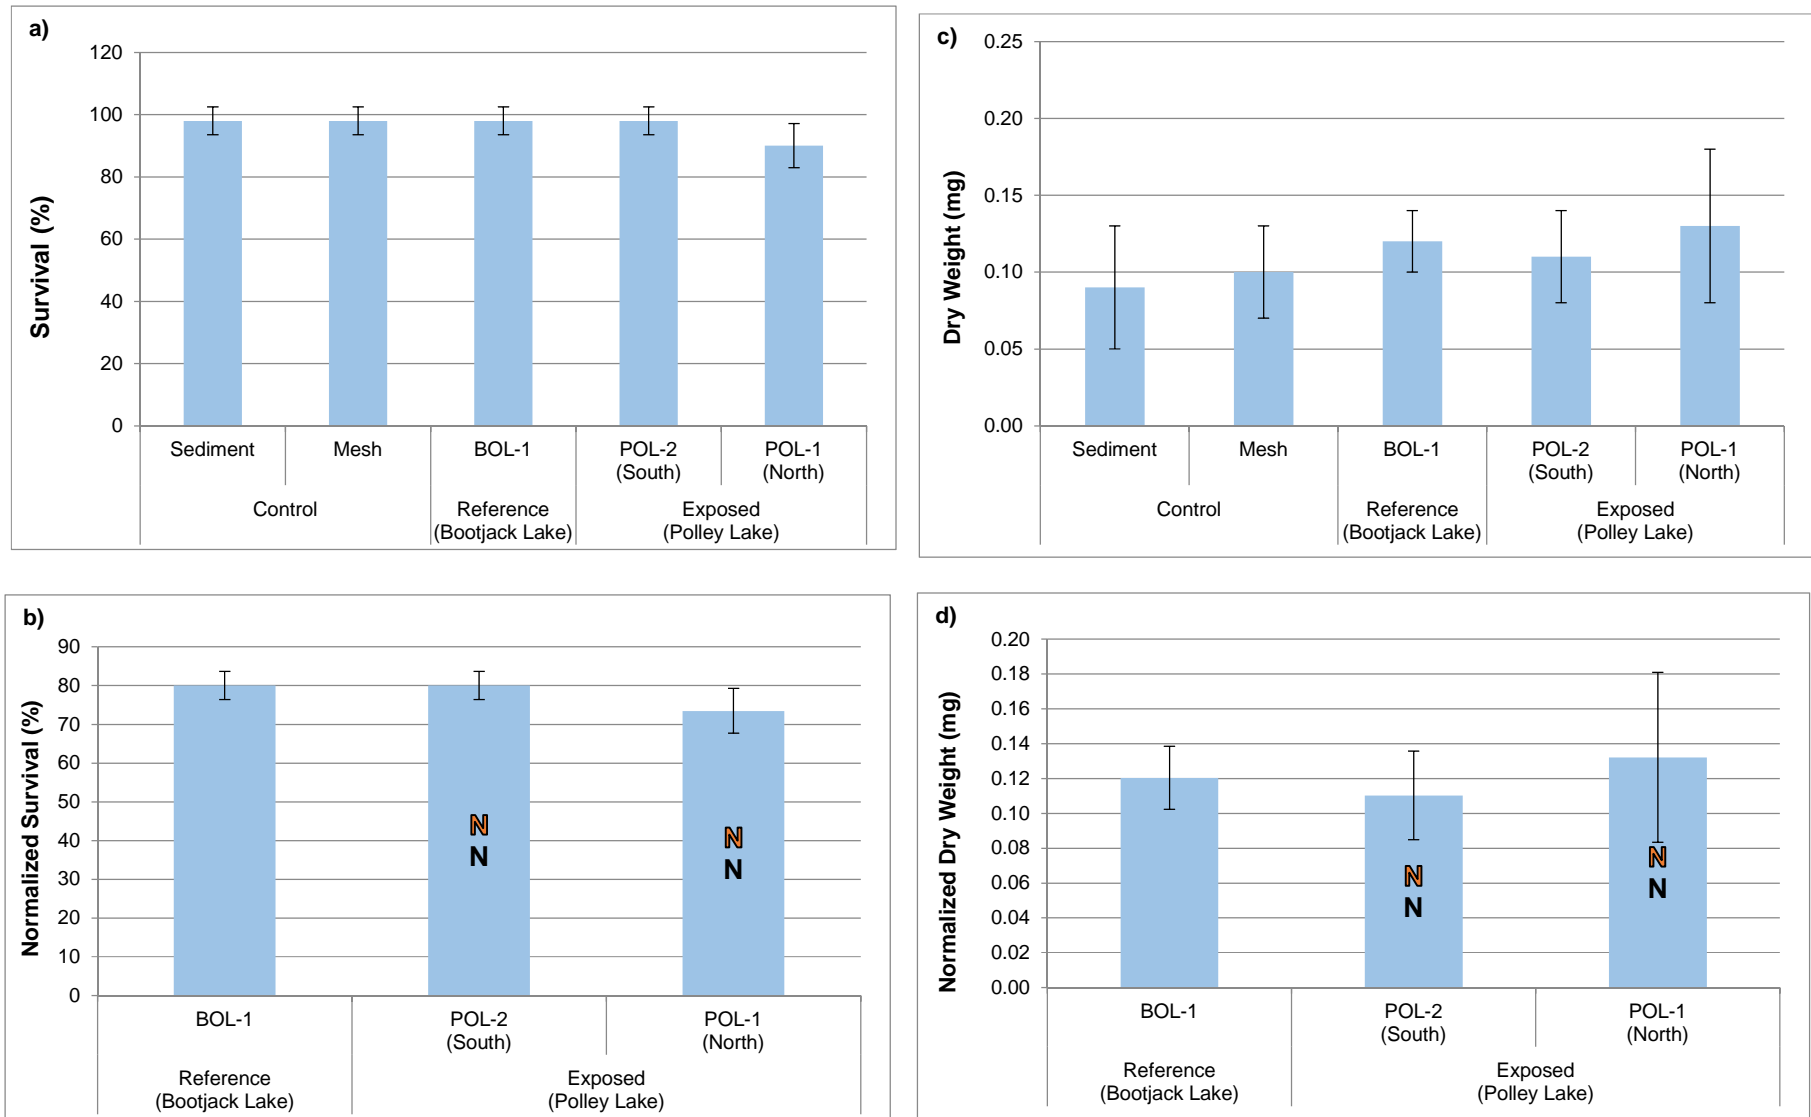 a)
120
100
80
60
40
20
0
Survival (%)
Sediment
Mesh
BOL-1
POL-2
(South)
POL-1
(North)
Control
Reference
(Bootjack Lake)
Exposed
(Polley Lake)
c)
0.25
0.20
0.15
0.10
0.05
0.00
Dry Weight (mg)
Sediment
Mesh
BOL-1
POL-2
(South)
POL-1
(North)
Control
Reference
(Bootjack Lake)
Exposed
(Polley Lake)
b)
90
80
70
60
50
40
30
20
10
0
Normalized Survival (%)
N
N
N
N
BOL-1
POL-2
(South)
POL-1
(North)
Reference
(Bootjack Lake)
Exposed
(Polley Lake)
d)
0.20
0.18
0.16
0.14
0.12
0.10
0.08
0.06
0.04
0.02
0.00
Normalized Dry Weight (mg)
N
N
N
N
BOL-1
POL-2
(South)
POL-1
(North)
Reference
(Bootjack Lake)
Exposed
(Polley Lake)